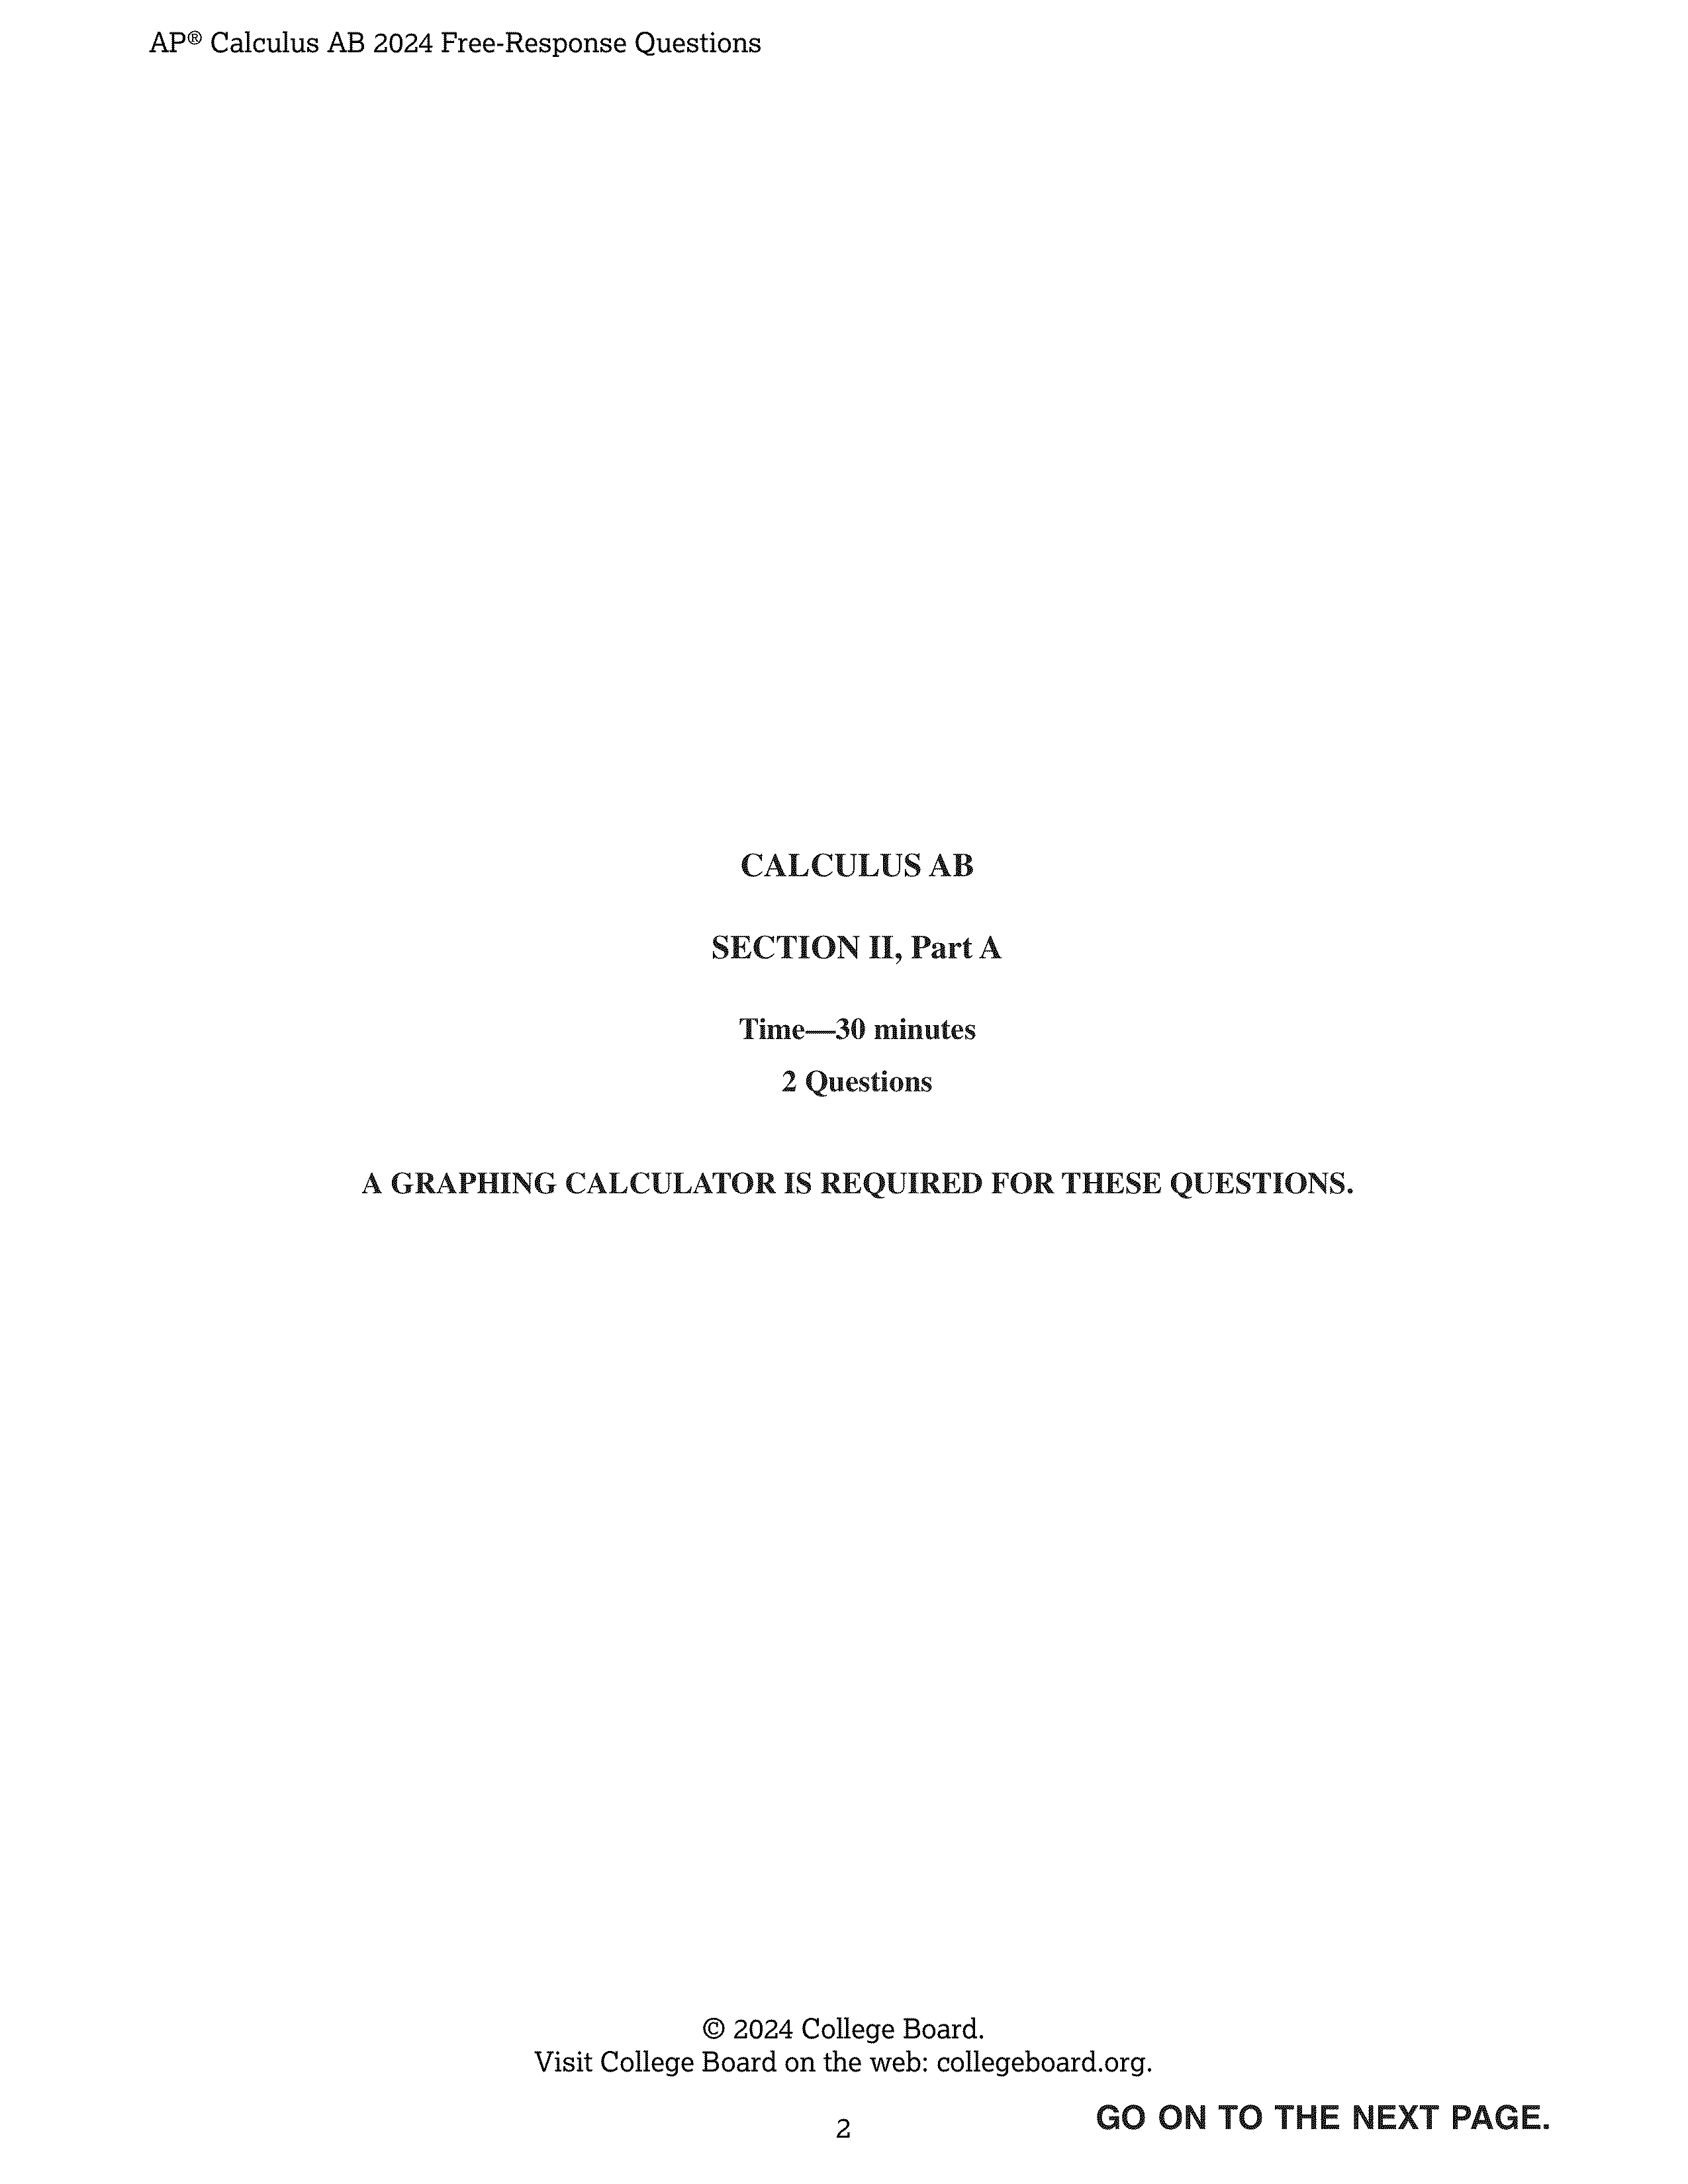 AP® Calculus AB 2024 Free-Response Questions
CALCULUS AB
SECTION II, Part A
Time—30 minutes
2 Questions
A GRAPHING CALCULATOR IS REQUIRED FOR THESE QUESTIONS.
© 2024 College Board.
Visit College Board on the web: collegeboard.org.
GO ON TO THE NEXT PAGE.
2